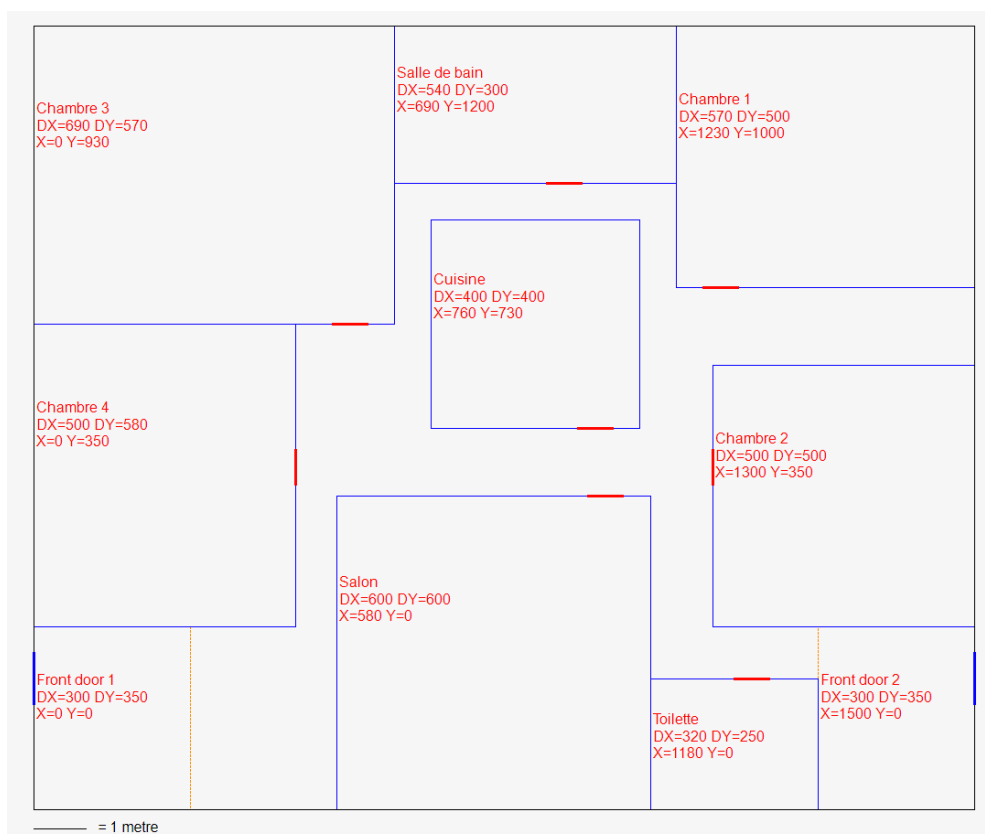 Salle de bain
DX=540 DY=300
X=690 Y=1200
Chambre 3
DX=690 DY=570
X=0 Y=930
Chambre 1
DX=570 DY=500
X=1230 Y=1000
Cuisine
DX=400 DY=400
X=760 Y=730
Chambre 4
DX=500 DY=580
X=0 Y=350
Chambre 2
DX=500 DY=500
X=1300 Y=350
Salon
DX=600 DY=600
X=580 Y=0
Front door 1
DX=300 DY=350
X=0 Y=0
Front door 2
DX=300 DY=350
X=1500 Y=0
Toilette
DX=320 DY=250
X=1180 Y=0
= 1 metre